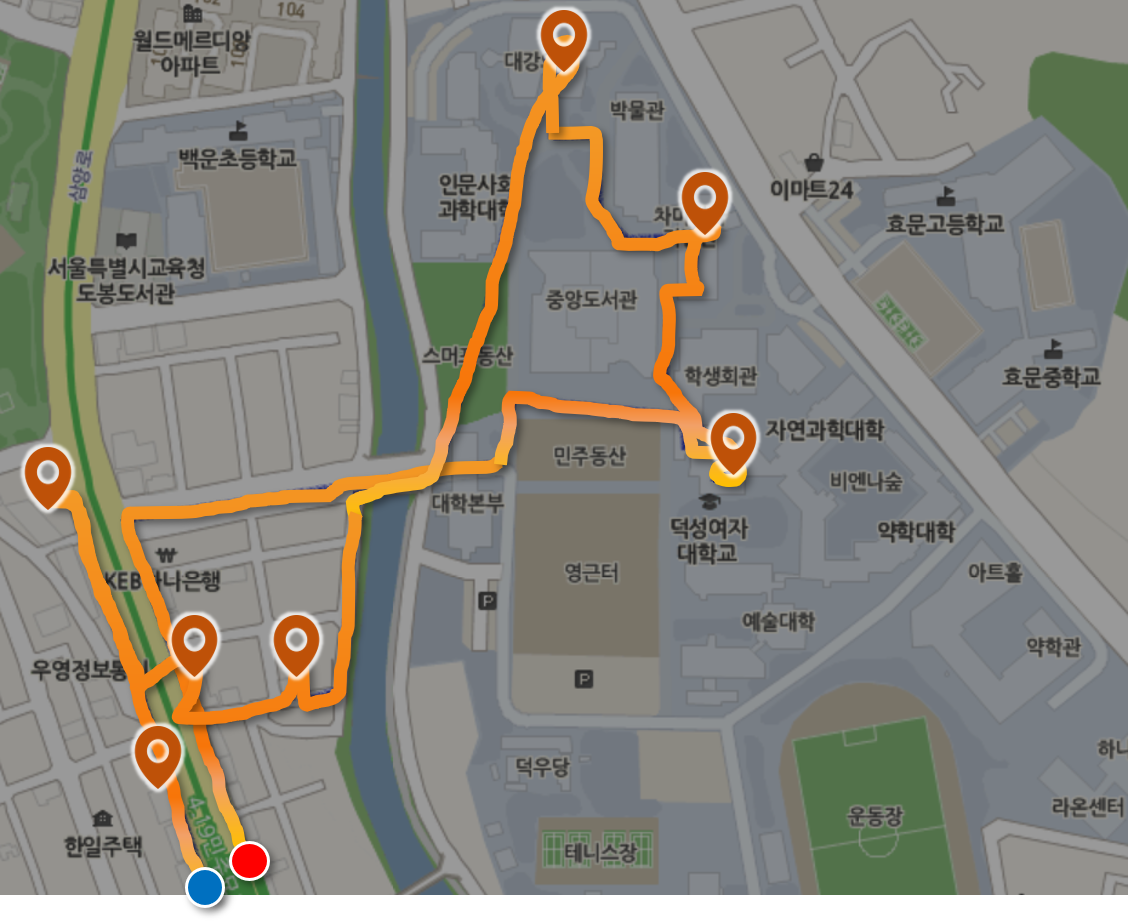 104
월드메르디앙
아파트
대강
박물관
백운초등학교
삼양로
인문사회
과학대학
이마트24
효문고등학교
차미
서울특별시교육청
도봉도서관
중앙도서관
스머프동산
학생회관
효문중학교
자연과학대학
민주동산
비엔나숲
대학본부
덕성여자
대학교
약학대학
KEB하나은행
영근터
아트홀
P
예술대학
약학관
우영정보통신
P
덕우당
하나
라온센터
운동장
4.19민주묘
한일주택
테니스장